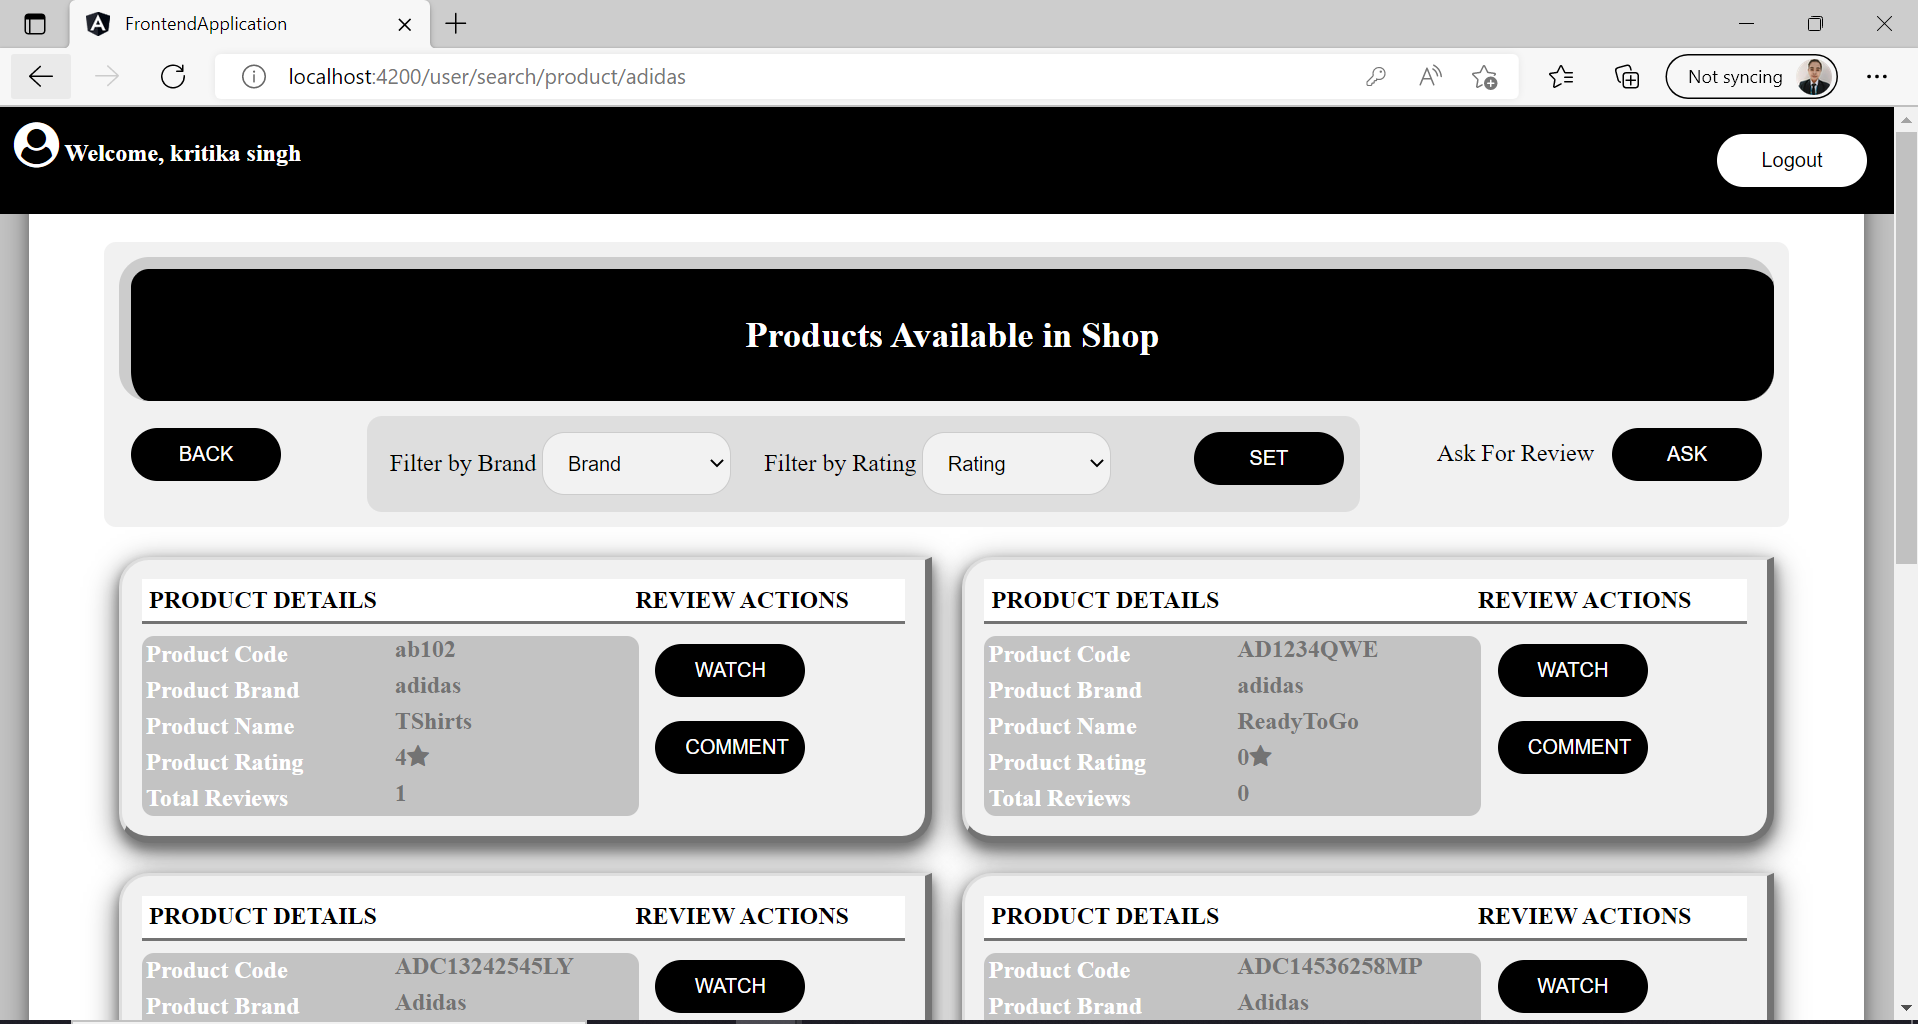 FrontendApplication
localhost:4200/user/search/product/adidas
Not syncing
Welcome, kritika singh
Logout
Products Available in Shop
BACK
Filter by Brand Brand Filter by Rating Rating SET
Ask For Review ASK
PRODUCT DETAILS REVIEW ACTIONS
Product Code ab102
Product Brand adidas
Product Name TShirts
Product Rating 4★
Total Reviews 1
WATCH
COMMENT
PRODUCT DETAILS REVIEW ACTIONS
Product Code AD1234QWE
Product Brand adidas
Product Name ReadyToGo
Product Rating 0★
Total Reviews 0
WATCH
COMMENT
PRODUCT DETAILS REVIEW ACTIONS
Product Code ADC13242545LY
Product Brand Adidas
WATCH
PRODUCT DETAILS REVIEW ACTIONS
Product Code ADC14536258MP
Product Brand Adidas
WATCH